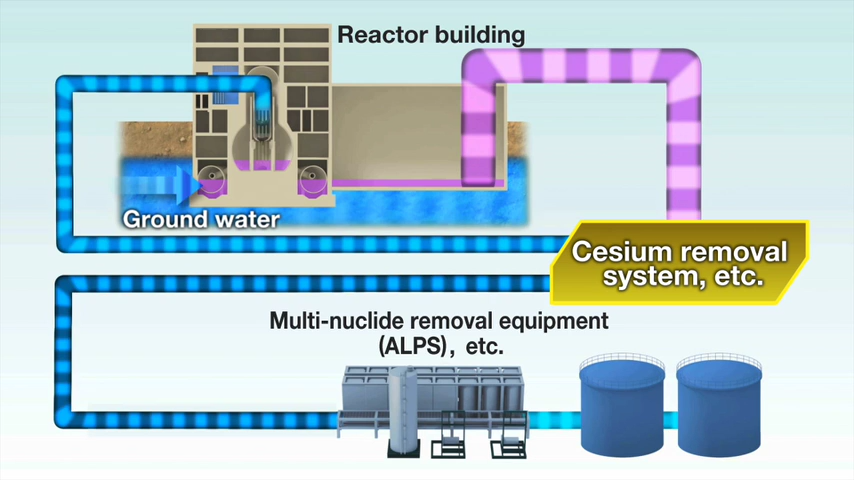 Reactor building
Ground water
Cesium removal
system, etc.
Multi-nuclide removal equipment
(ALPS), etc.